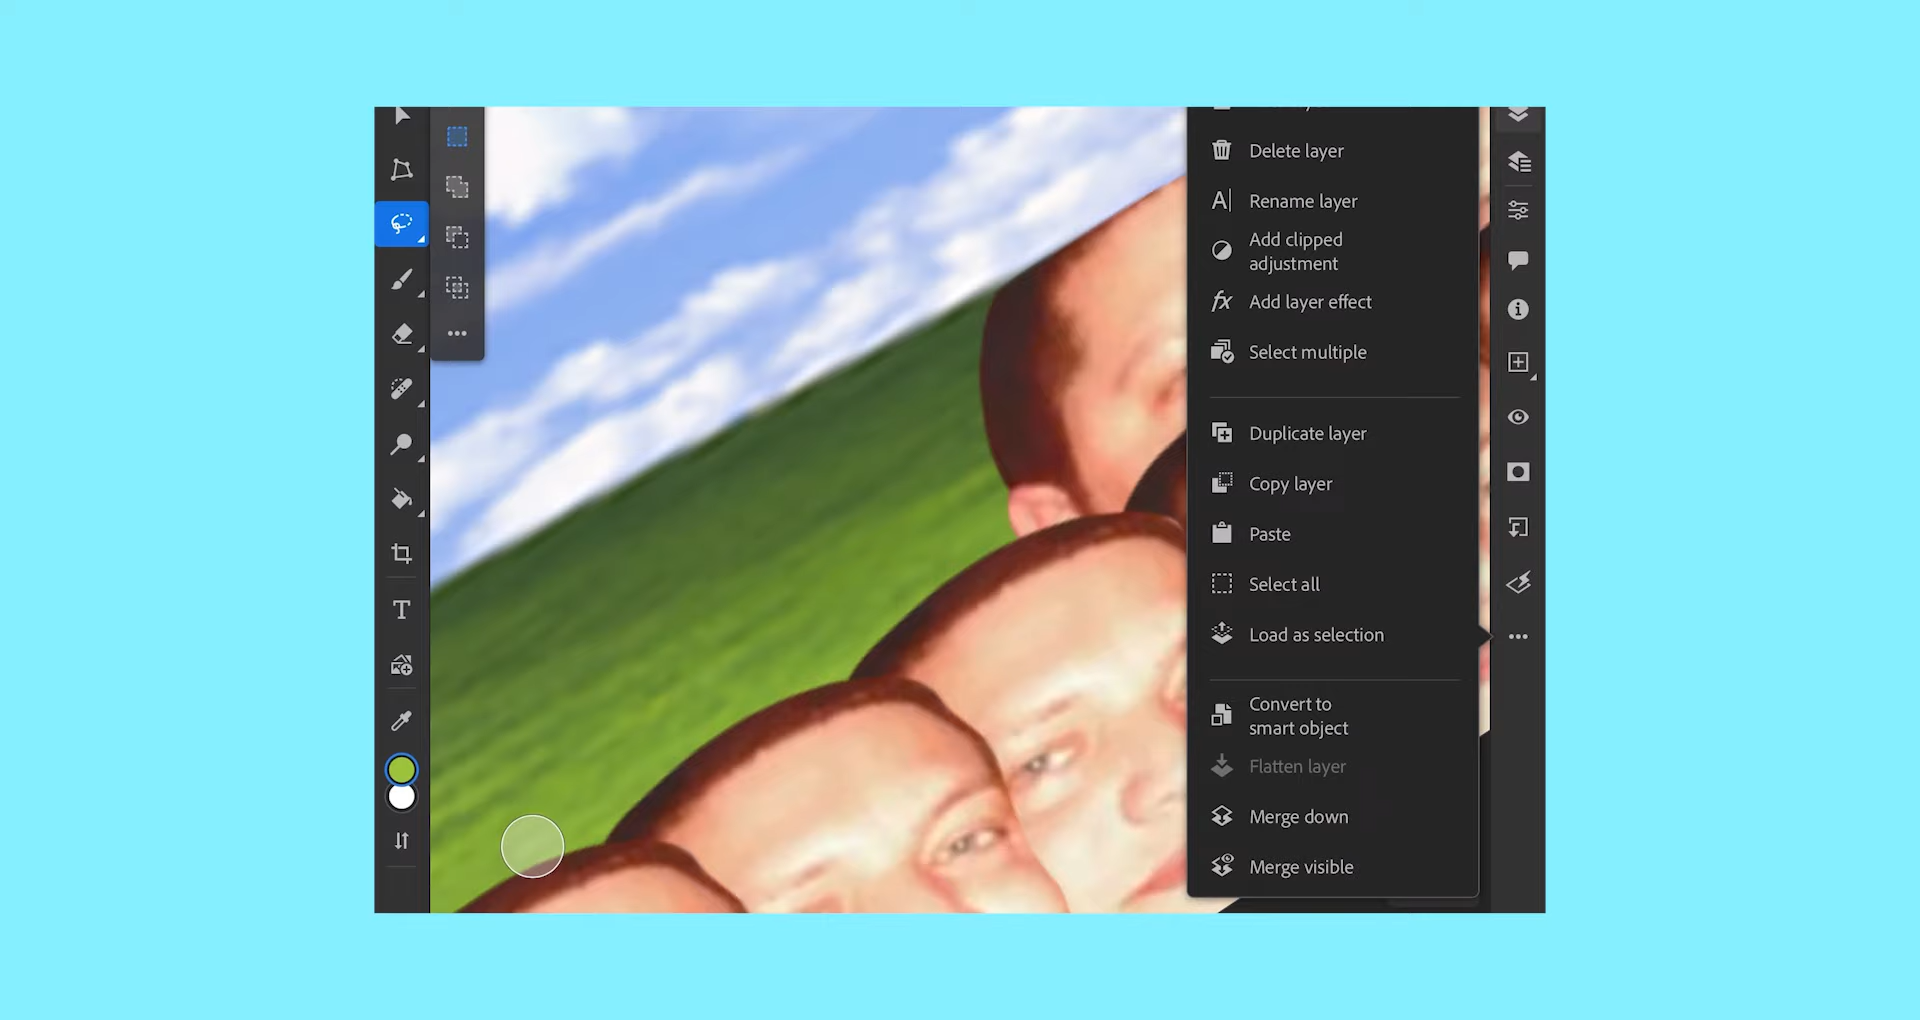 Delete layer
Rename layer
Add clipped
adjustment
Add layer effect
Select multiple
Duplicate layer
Copy layer
Paste
Select all
Load as selection
Convert to
smart object
Flatten layer
Merge down
Merge visible